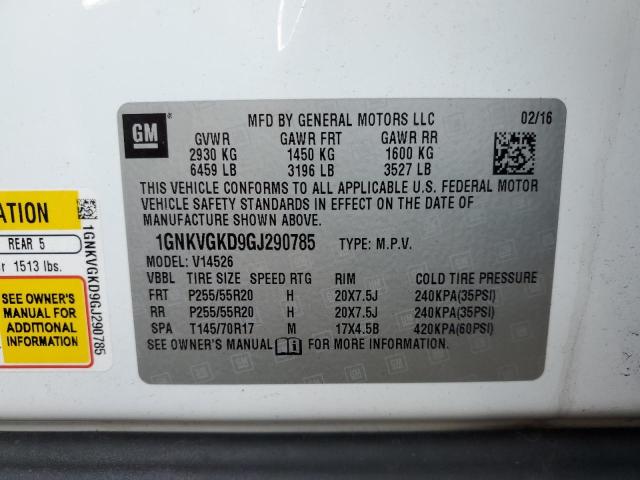 GM
MFD BY GENERAL MOTORS LLC 02/16
GVWR GAWR FRT GAWR RR
2930 KG 1450 KG 1600 KG
6459 LB 3196 LB 3527 LB
THIS VEHICLE CONFORMS TO ALL APPLICABLE U.S. FEDERAL MOTOR
VEHICLE SAFETY STANDARDS IN EFFECT ON THE DATE OF
MANUFACTURE SHOWN ABOVE.
1GNKVGKD9GJ290785 TYPE: M.P.V.
MODEL: V14526
VBBL TIRE SIZE SPEED RTG RIM COLD TIRE PRESSURE
FRT P255/55R20 H 20X7.5J 240KPA(35PSI)
RR P255/55R20 H 20X7.5J 240KPA(35PSI)
SPA T145/70R17 M 17X4.5B 420KPA(60PSI)
SEE OWNER'S MANUAL FOR MORE INFORMATION.
ATION
REAR 5
r 1513 lbs.
SEE OWNER'S
MANUAL FOR
ADDITIONAL
INFORMATION
1GNKVGKD9GJ290785